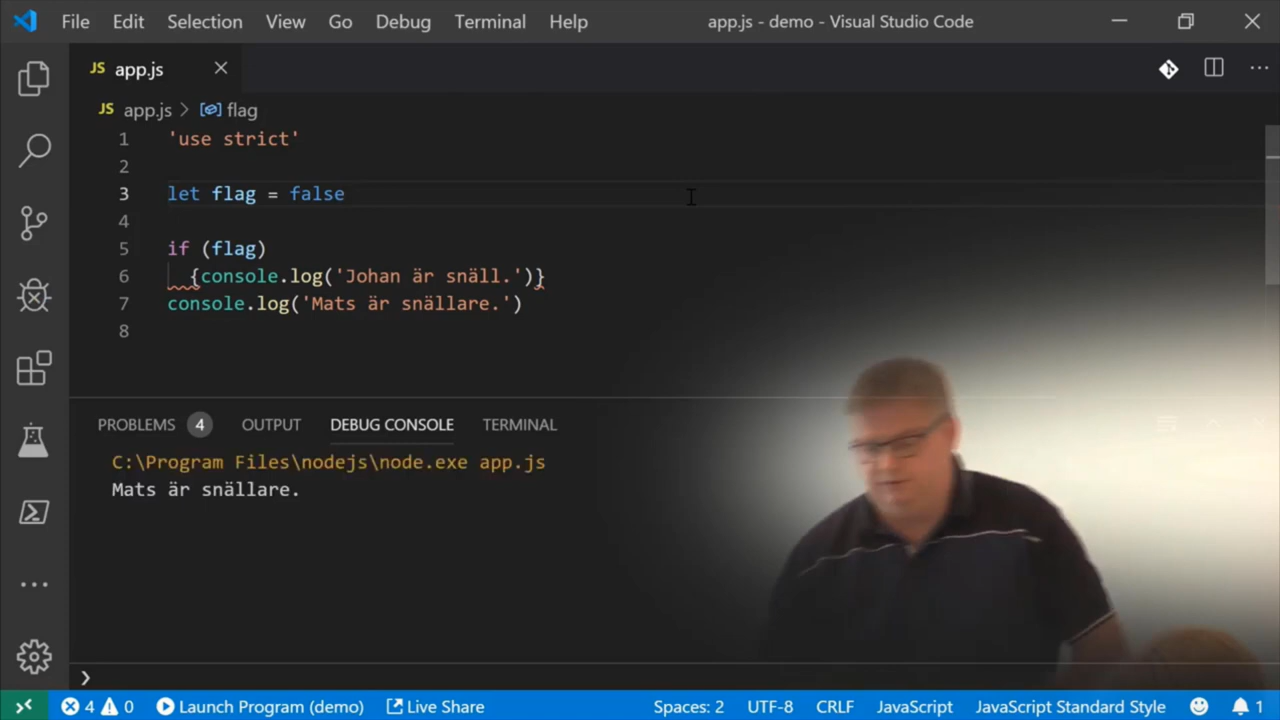 File Edit Selection View Go Debug Terminal Help app.js - demo - Visual Studio Code
JS app.js
JS app.js > flag
1 'use strict'
2
3 let flag = false
4
5 if (flag)
6 {console.log('Johan är snäll.')}
7 console.log('Mats är snällare.')
8
PROBLEMS 4 OUTPUT DEBUG CONSOLE TERMINAL
C:\Program Files\nodejs\node.exe app.js
Mats är snällare.
4 0 Launch Program (demo) Live Share Spaces: 2 UTF-8 CRLF JavaScript JavaScript Standard Style 1